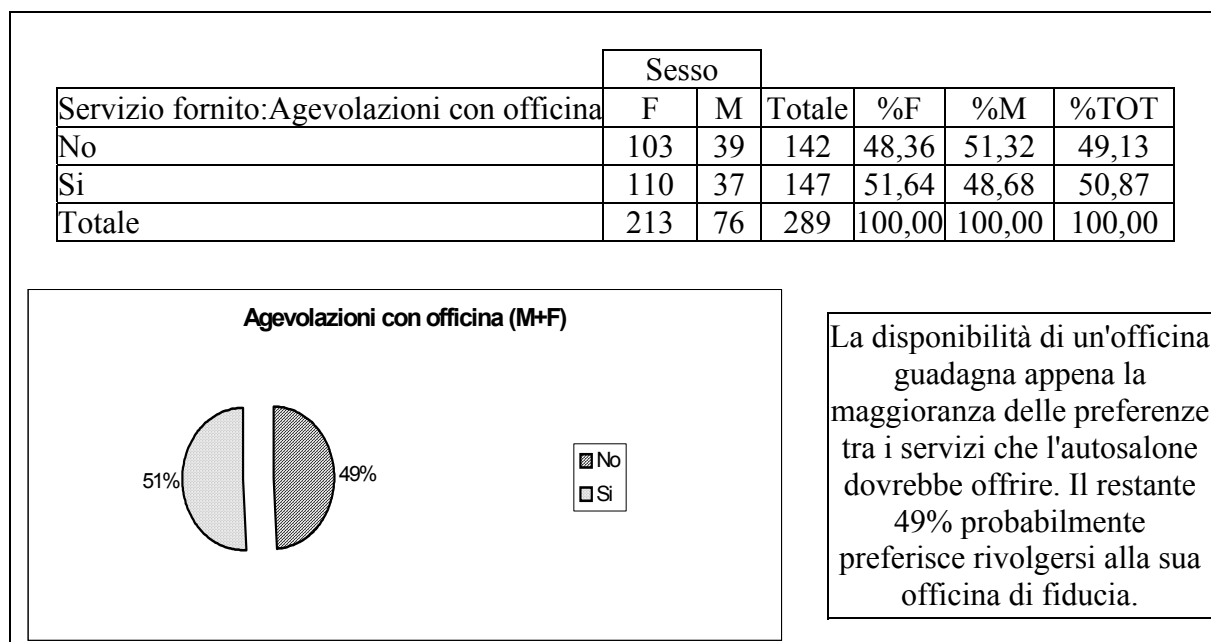 Sesso
Servizio fornito:Agevolazioni con officina F M Totale %F %M %TOT
No 103 39 142 48,36 51,32 49,13
Si 110 37 147 51,64 48,68 50,87
Totale 213 76 289 100,00 100,00 100,00
Agevolazioni con officina (M+F)
51%
49%
No
Si
La disponibilità di un'officina
guadagna appena la
maggioranza delle preferenze
tra i servizi che l'autosalone
dovrebbe offrire. Il restante
49% probabilmente
preferisce rivolgersi alla sua
officina di fiducia.